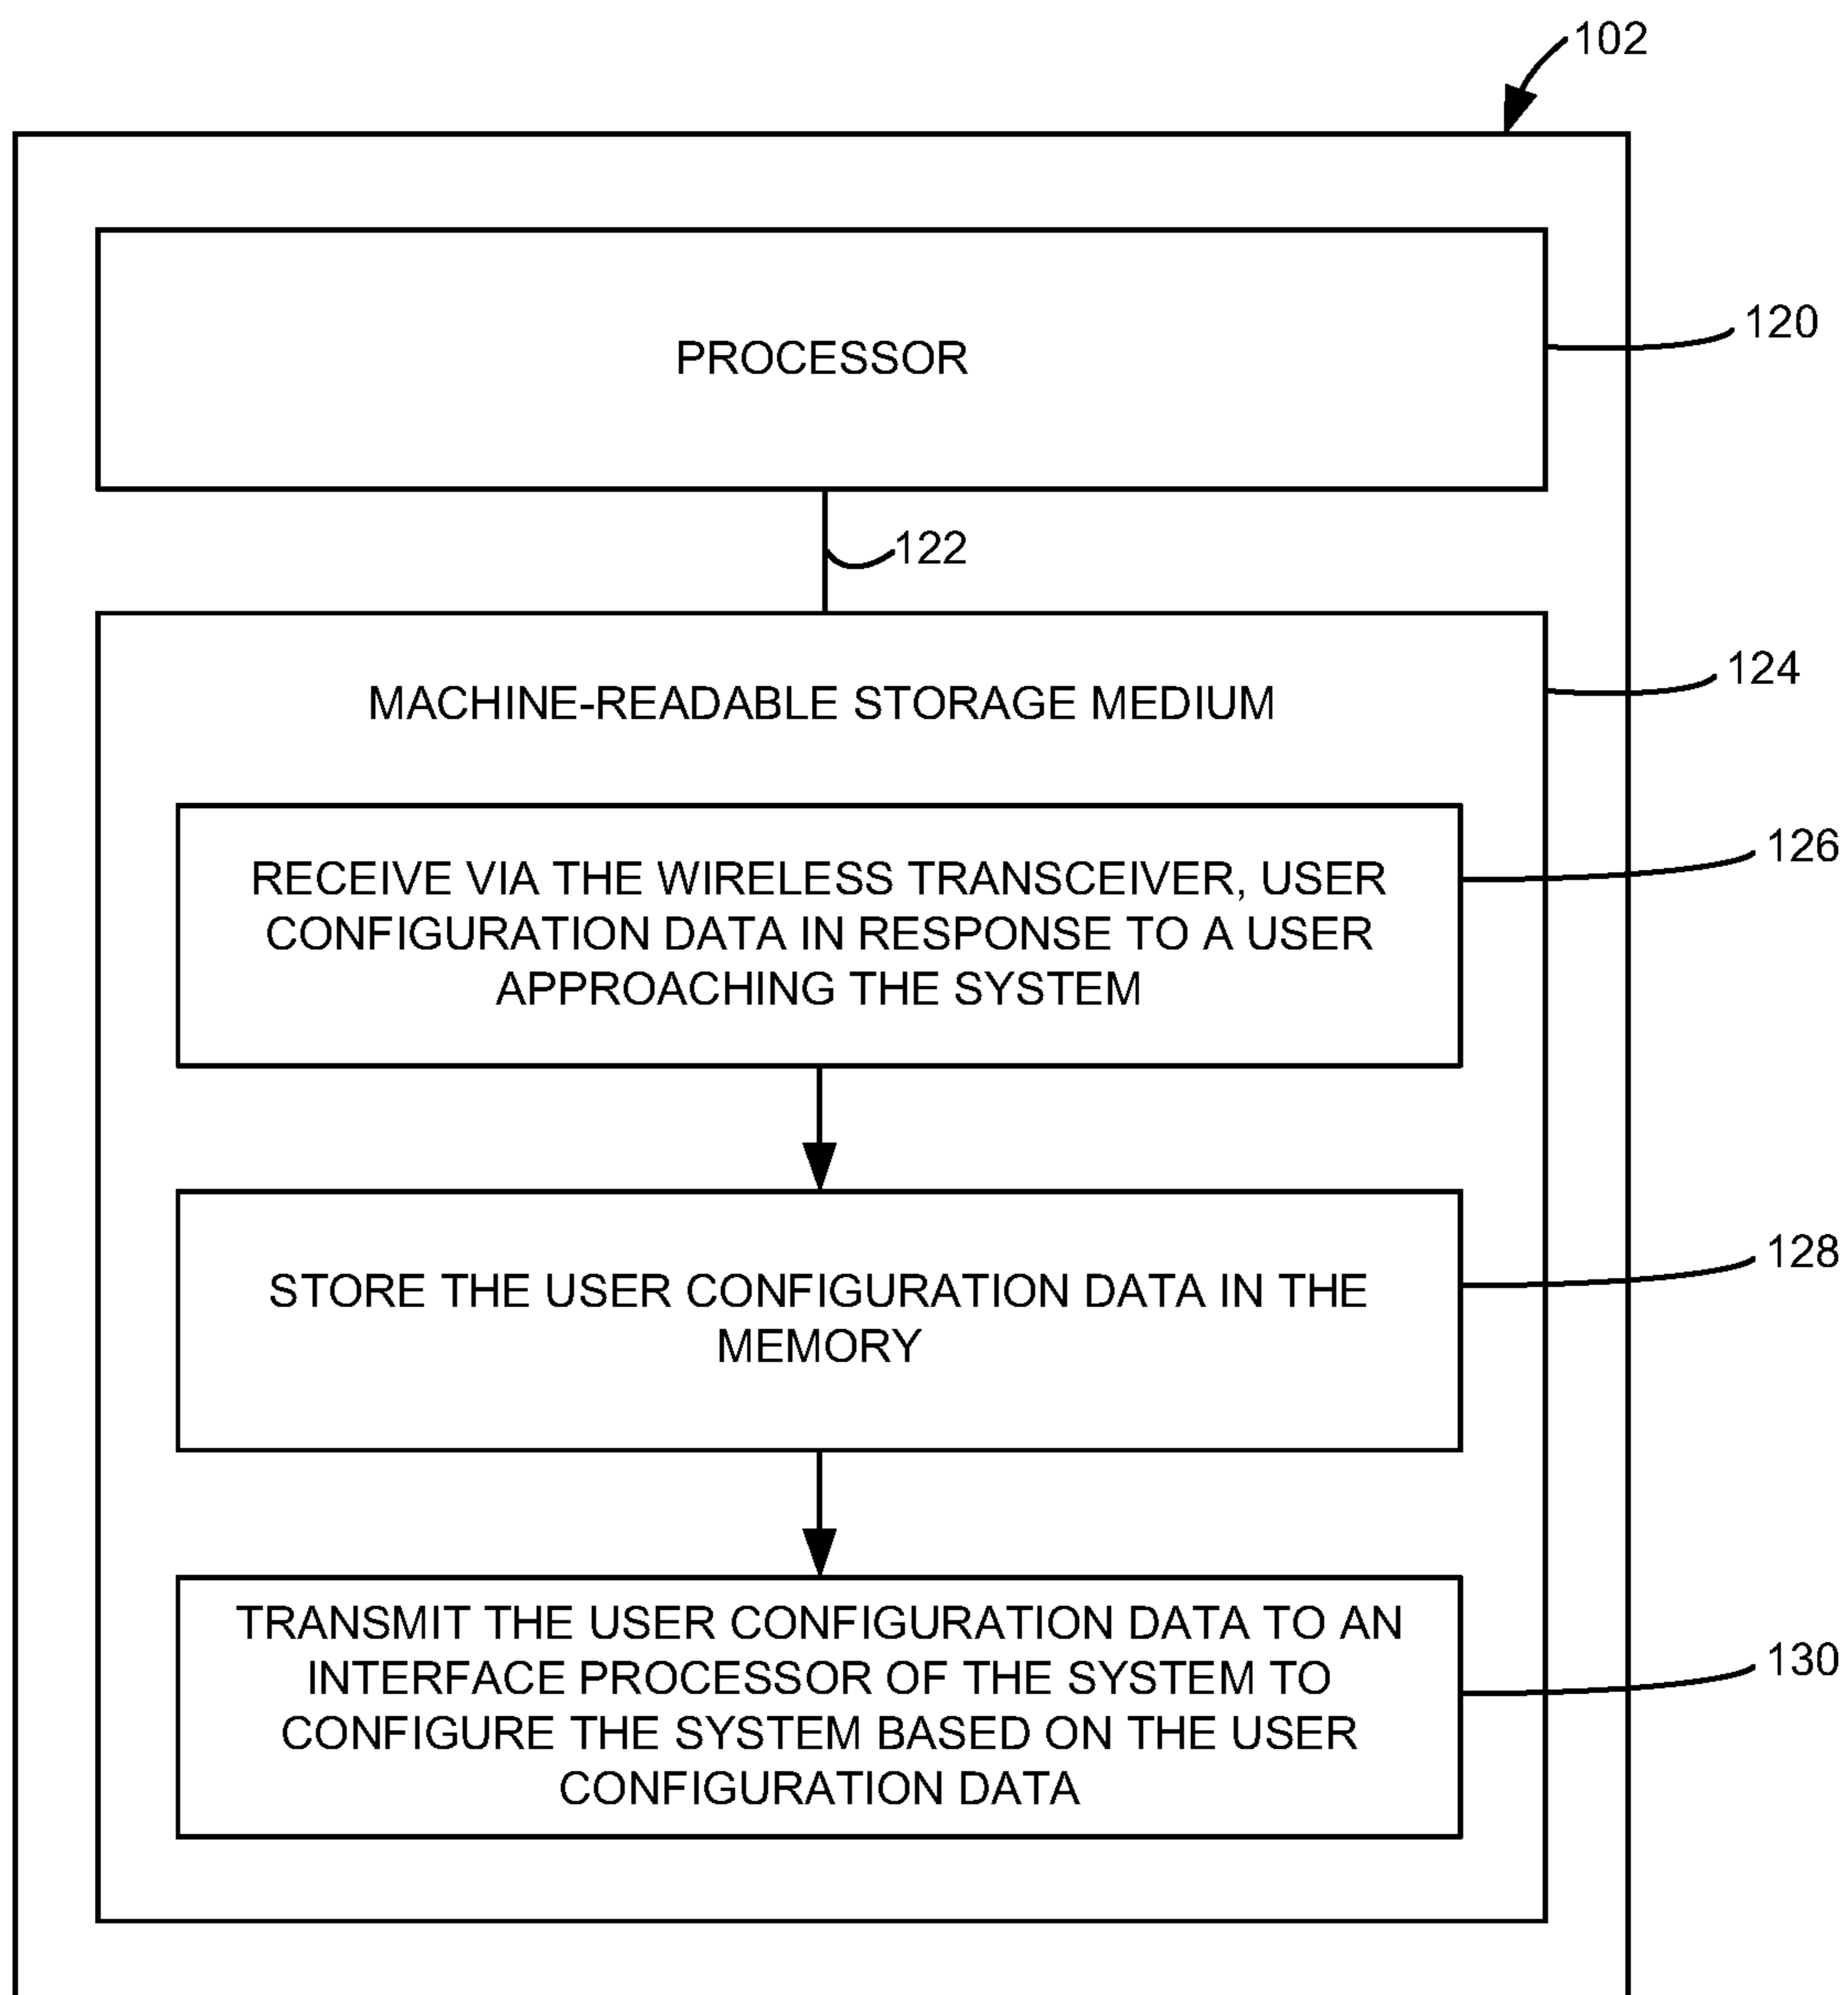 102
PROCESSOR
120
122
MACHINE-READABLE STORAGE MEDIUM
124
RECEIVE VIA THE WIRELESS TRANSCEIVER, USER
CONFIGURATION DATA IN RESPONSE TO A USER
APPROACHING THE SYSTEM
126
STORE THE USER CONFIGURATION DATA IN THE
MEMORY
128
TRANSMIT THE USER CONFIGURATION DATA TO AN
INTERFACE PROCESSOR OF THE SYSTEM TO
CONFIGURE THE SYSTEM BASED ON THE USER
CONFIGURATION DATA
130